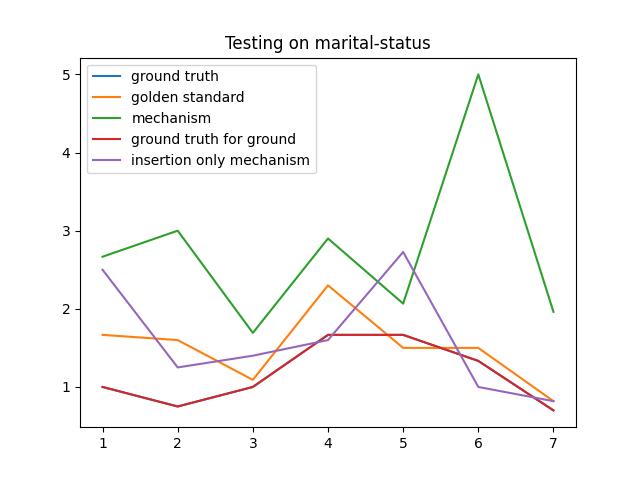 Testing on marital-status
ground truth
golden standard
mechanism
ground truth for ground
insertion only mechanism
5
4
3
2
1
1 2 3 4 5 6 7